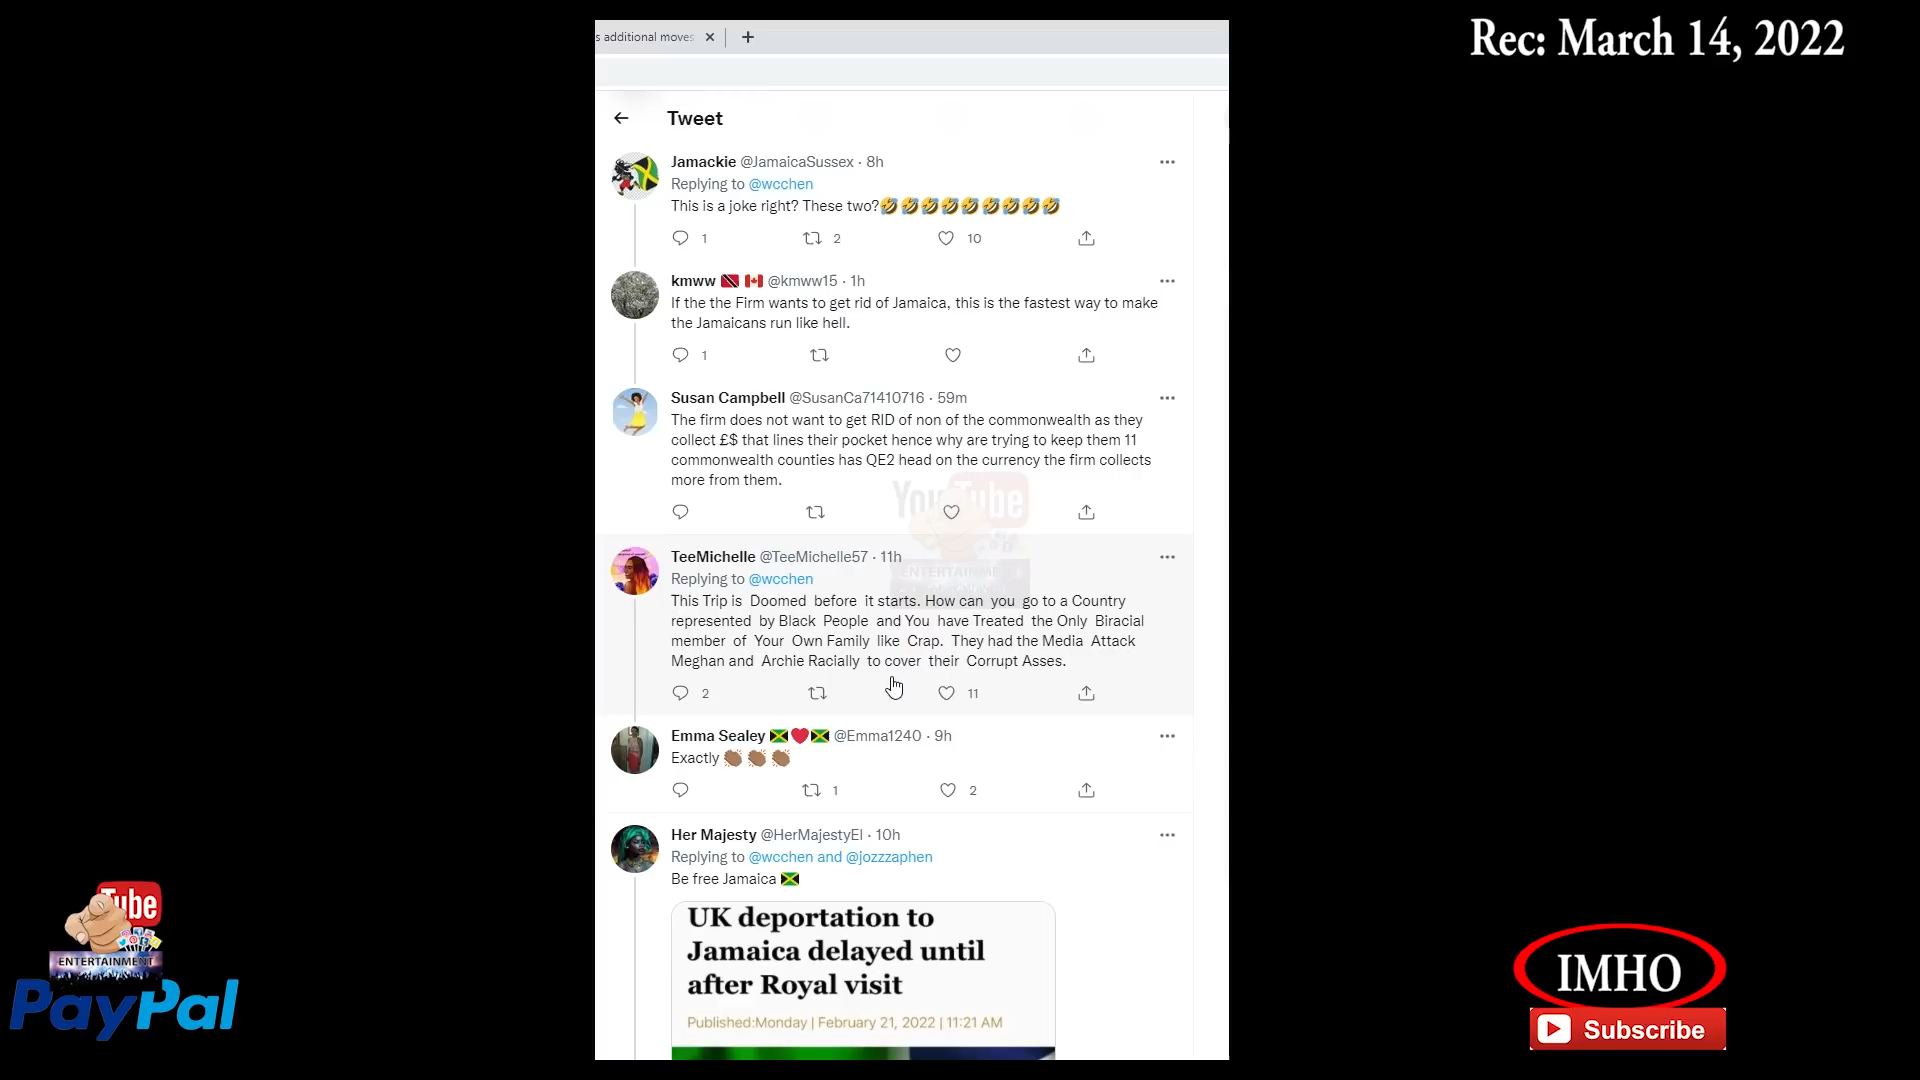 Rec: March 14, 2022
s additional moves
Tweet
Jamackie @JamaicaSussex · 8h
Replying to @wcchen
This is a joke right? These two?🤣🤣🤣🤣🤣🤣🤣🤣🤣
1 2 10
kmww 🇹🇹 🇨🇦 @kmww15 · 1h
If the the Firm wants to get rid of Jamaica, this is the fastest way to make
the Jamaicans run like hell.
1
Susan Campbell @SusanCa71410716 · 59m
The firm does not want to get RID of non of the commonwealth as they
collect £$ that lines their pocket hence why are trying to keep them 11
commonwealth counties has QE2 head on the currency the firm collects
more from them.
YouTube
ENTERTAINMENT
TeeMichelle @TeeMichelle57 · 11h
Replying to @wcchen
This Trip is Doomed before it starts. How can you go to a Country
represented by Black People and You have Treated the Only Biracial
member of Your Own Family like Crap. They had the Media Attack
Meghan and Archie Racially to cover their Corrupt Asses.
2 11
Emma Sealey 🇯🇲❤️🇯🇲 @Emma1240 · 9h
Exactly 👏🏾 👏🏾 👏🏾
1 2
Her Majesty @HerMajestyEl · 10h
Replying to @wcchen and @jozzzaphen
Be free Jamaica 🇯🇲
UK deportation to
Jamaica delayed until
after Royal visit
Published:Monday | February 21, 2022 | 11:21 AM
Tube
ENTERTAINMENT
PayPal
IMHO
Subscribe